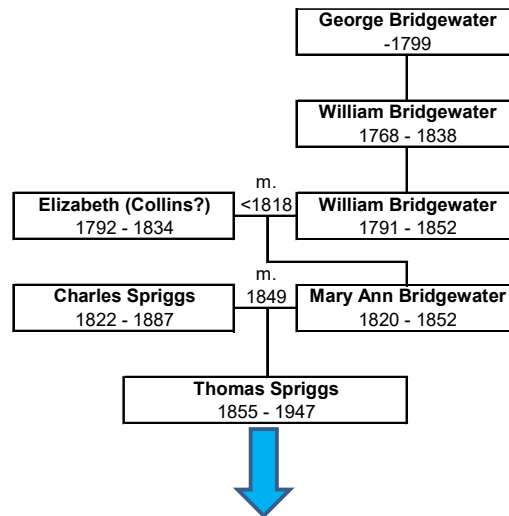 George Bridgewater
-1799
William Bridgewater
1768 - 1838
m.
<1818
Elizabeth (Collins?)
1792 - 1834
William Bridgewater
1791 - 1852
m.
1849
Charles Spriggs
1822 - 1887
Mary Ann Bridgewater
1820 - 1852
Thomas Spriggs
1855 - 1947